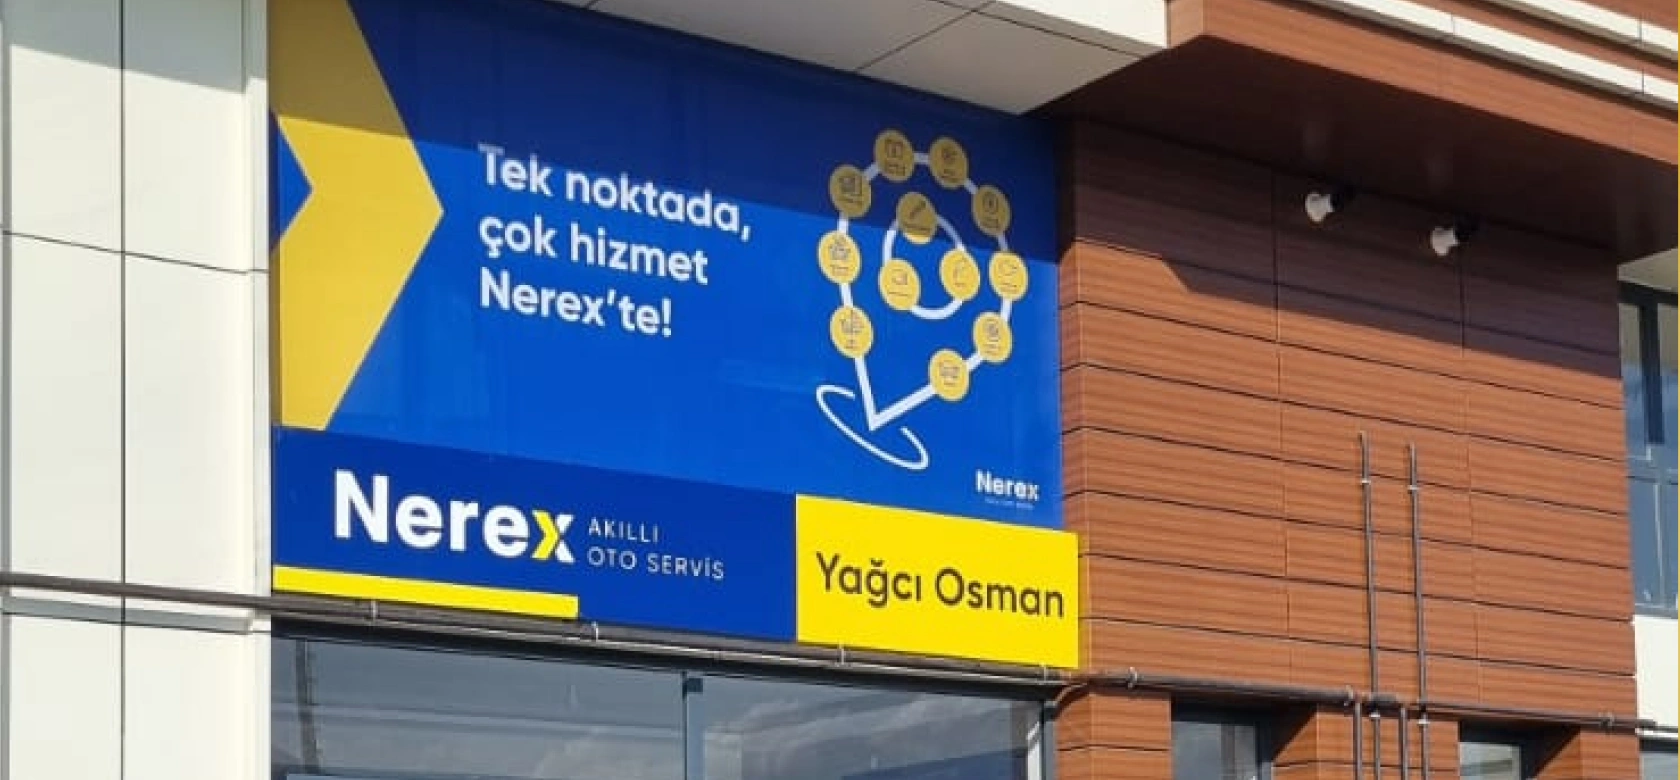 Tek noktada,
çok hizmet
Nerex'te!
Nerex
Nerex
AKILLI
OTO SERVİS
Yağcı Osman